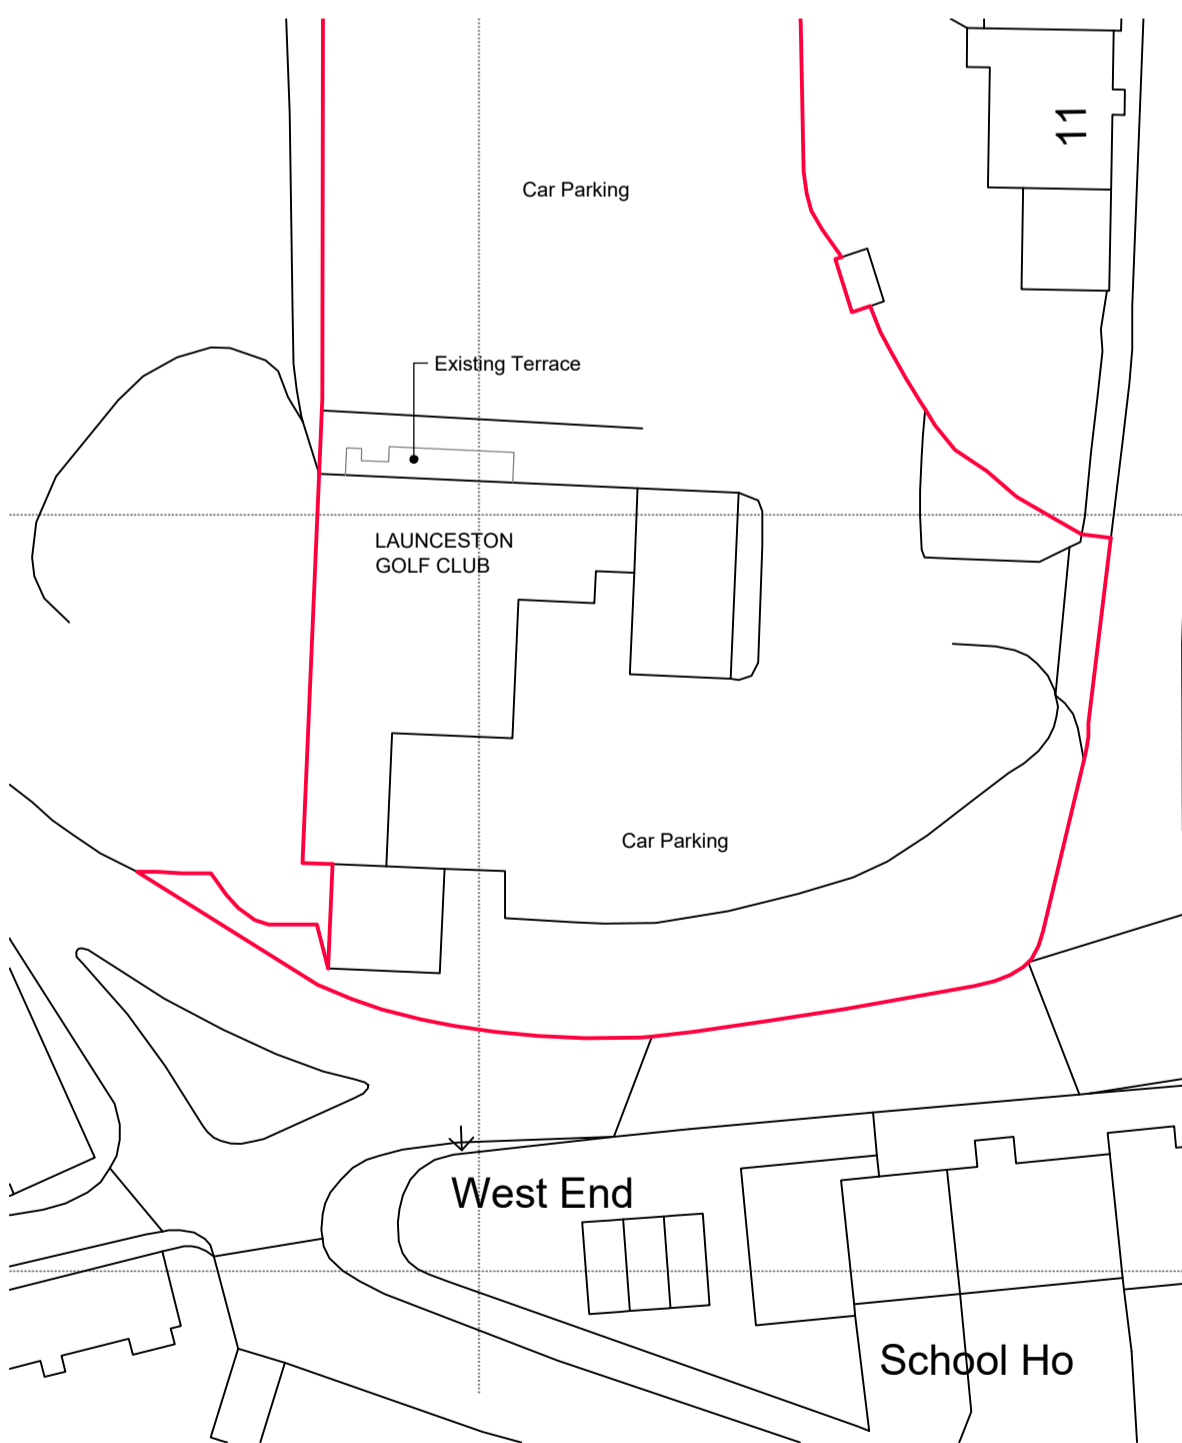 11
Car Parking
Existing Terrace
LAUNCESTON
GOLF CLUB
Car Parking
West End
School Ho